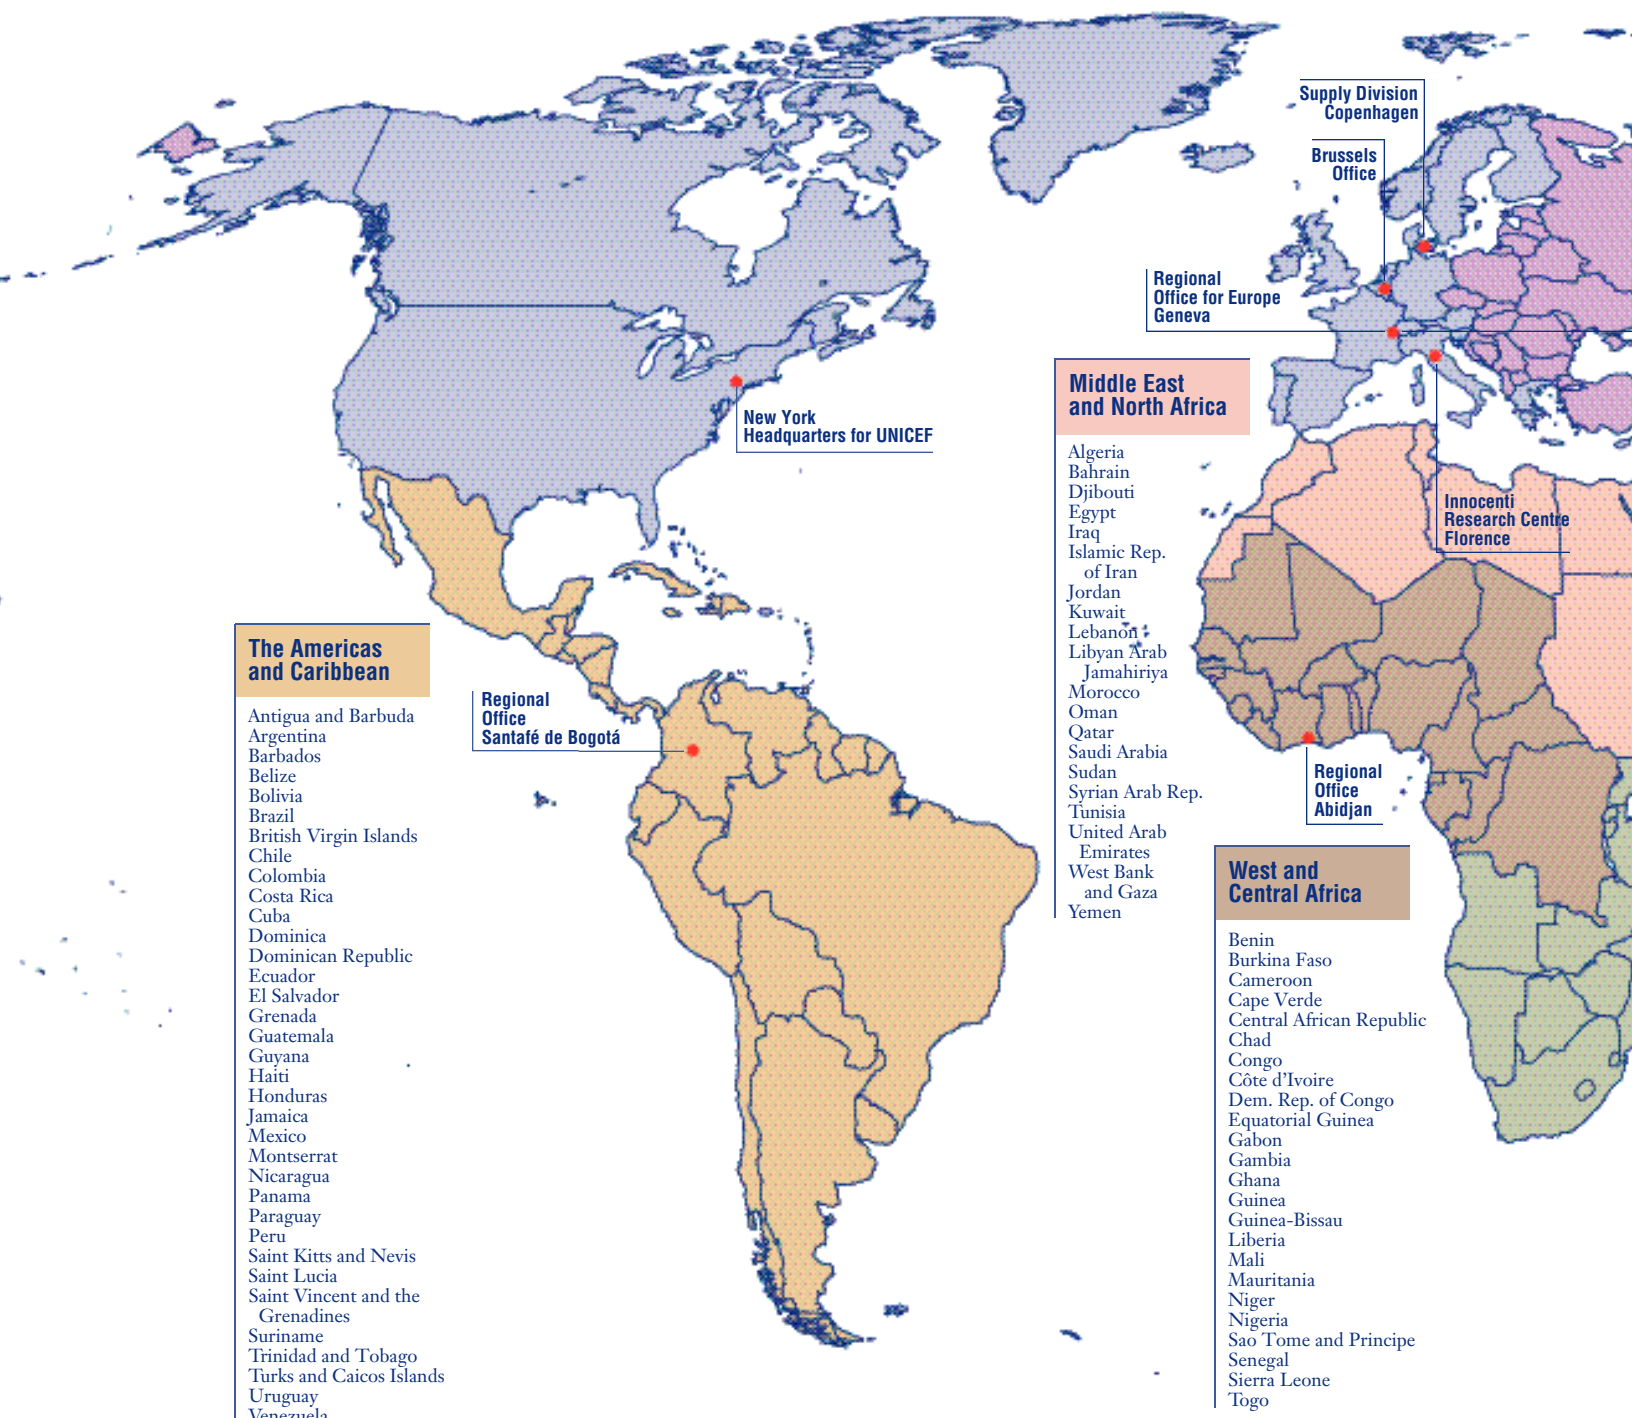 Supply Division
Copenhagen
Brussels
Office
Regional
Office for Europe
Geneva
New York
Headquarters for UNICEF
Innocenti
Research Centre
Florence
Regional
Office
Santafé de Bogotá
Regional
Office
Abidjan
The Americas
and Caribbean
Antigua and Barbuda
Argentina
Barbados
Belize
Bolivia
Brazil
British Virgin Islands
Chile
Colombia
Costa Rica
Cuba
Dominica
Dominican Republic
Ecuador
El Salvador
Grenada
Guatemala
Guyana
Haiti
Honduras
Jamaica
Mexico
Montserrat
Nicaragua
Panama
Paraguay
Peru
Saint Kitts and Nevis
Saint Lucia
Saint Vincent and the
Grenadines
Suriname
Trinidad and Tobago
Turks and Caicos Islands
Uruguay
Venezuela
Middle East
and North Africa
Algeria
Bahrain
Djibouti
Egypt
Iraq
Islamic Rep.
of Iran
Jordan
Kuwait
Lebanon
Libyan Arab
Jamahiriya
Morocco
Oman
Qatar
Saudi Arabia
Sudan
Syrian Arab Rep.
Tunisia
United Arab
Emirates
West Bank
and Gaza
Yemen
West and
Central Africa
Benin
Burkina Faso
Cameroon
Cape Verde
Central African Republic
Chad
Congo
Côte d’Ivoire
Dem. Rep. of Congo
Equatorial Guinea
Gabon
Gambia
Ghana
Guinea
Guinea-Bissau
Liberia
Mali
Mauritania
Niger
Nigeria
Sao Tome and Principe
Senegal
Sierra Leone
Togo